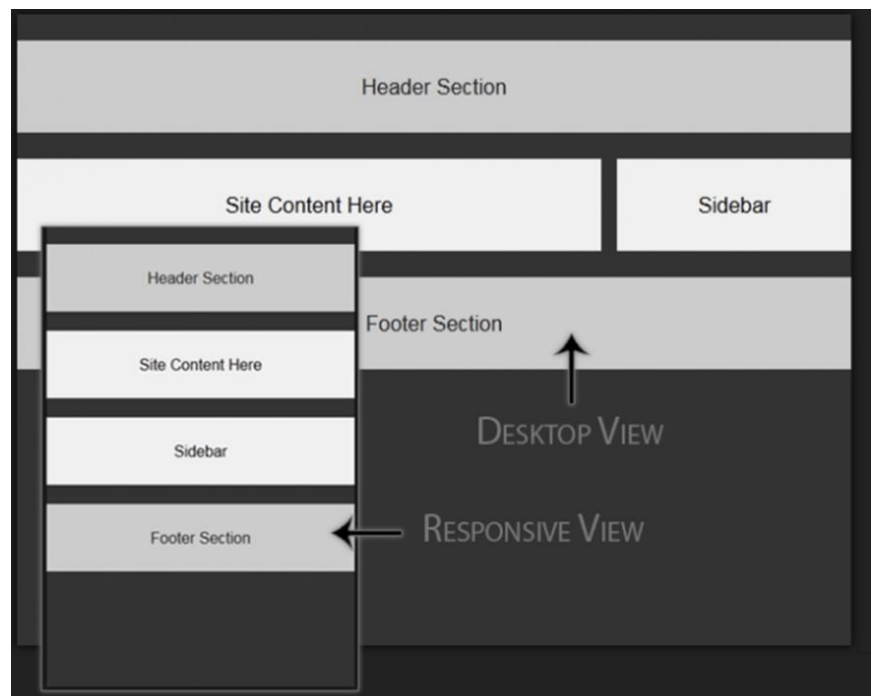 Header Section
Site Content Here
Sidebar
Footer Section
Header Section
Site Content Here
Sidebar
Footer Section
DESKTOP VIEW
RESPONSIVE VIEW